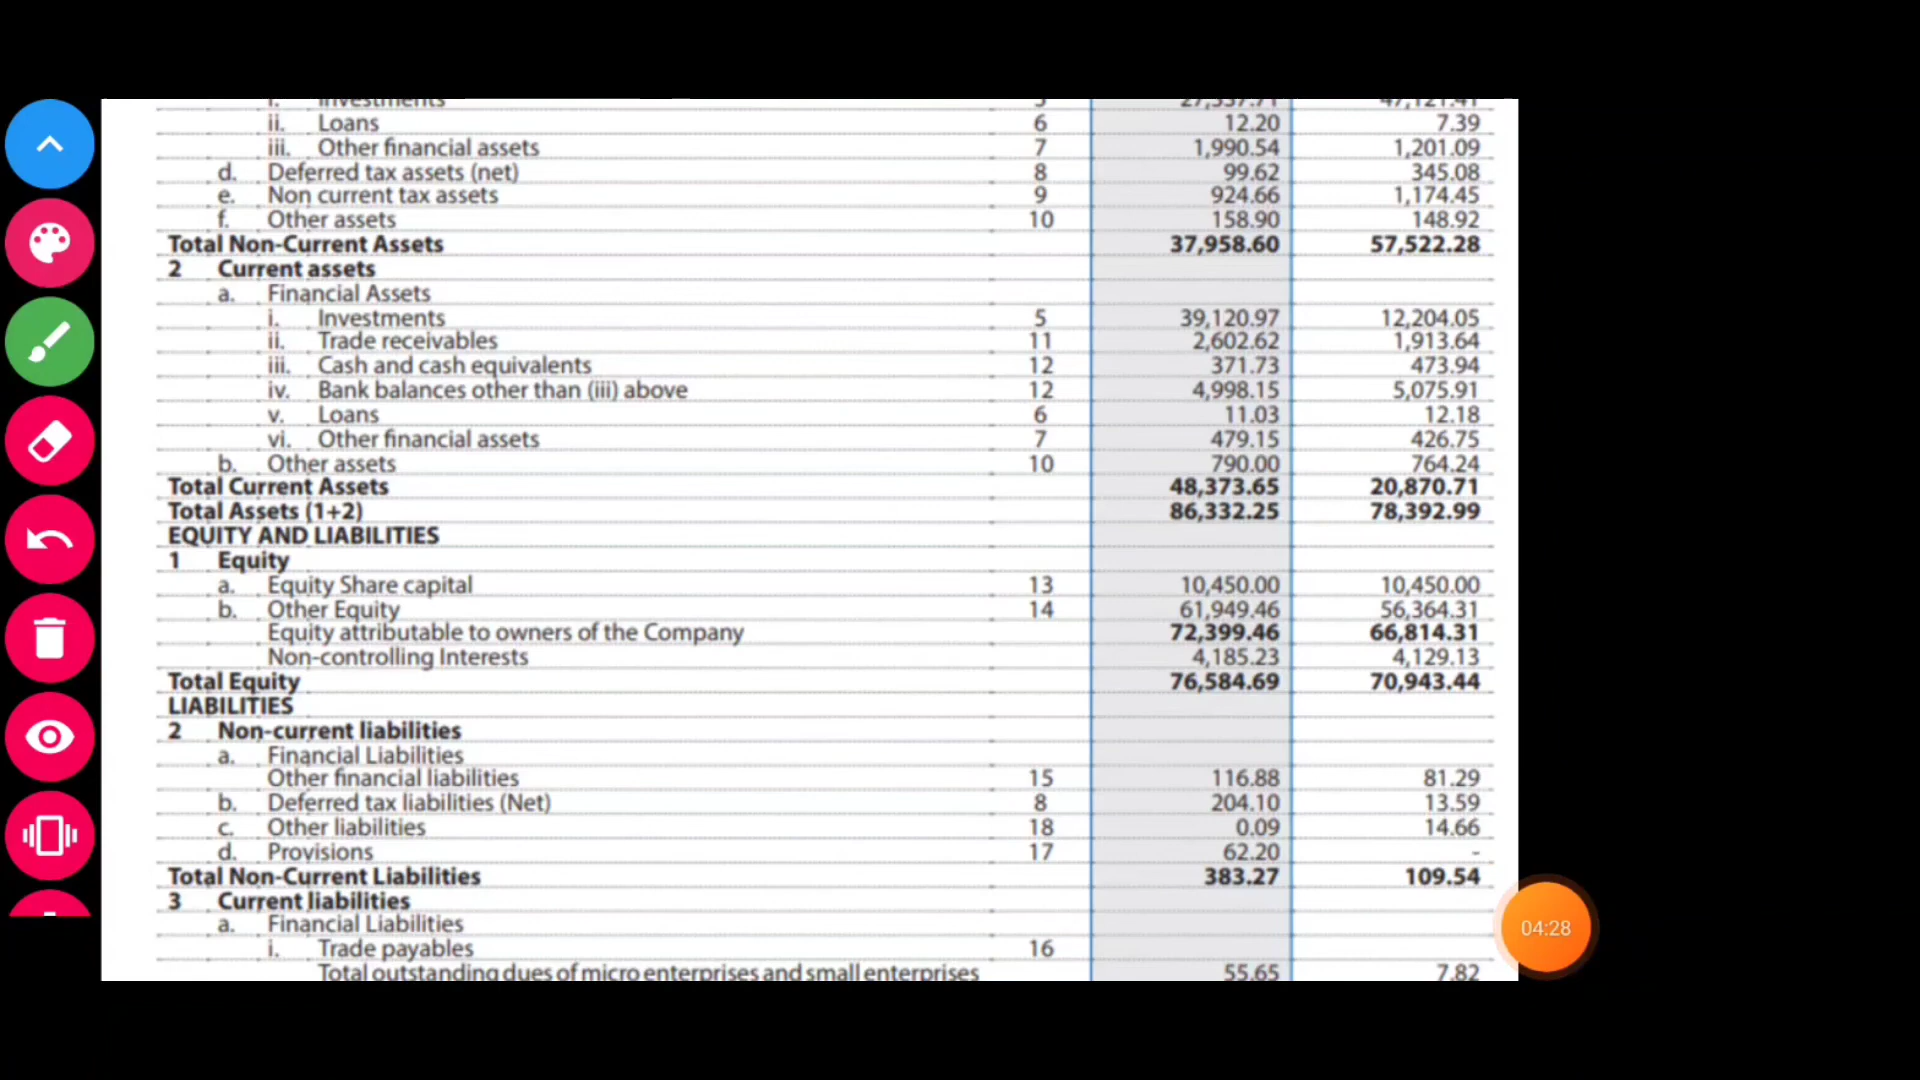 i. Investments 5 27,557.71 47,121.41
ii. Loans 6 12.20 7.39
iii. Other financial assets 7 1,990.54 1,201.09
d. Deferred tax assets (net) 8 99.62 345.08
e. Non current tax assets 9 924.66 1,174.45
f. Other assets 10 158.90 148.92
Total Non-Current Assets 37,958.60 57,522.28
2 Current assets
a. Financial Assets
i. Investments 5 39,120.97 12,204.05
ii. Trade receivables 11 2,602.62 1,913.64
iii. Cash and cash equivalents 12 371.73 473.94
iv. Bank balances other than (iii) above 12 4,998.15 5,075.91
v. Loans 6 11.03 12.18
vi. Other financial assets 7 479.15 426.75
b. Other assets 10 790.00 764.24
Total Current Assets 48,373.65 20,870.71
Total Assets (1+2) 86,332.25 78,392.99
EQUITY AND LIABILITIES
1 Equity
a. Equity Share capital 13 10,450.00 10,450.00
b. Other Equity 14 61,949.46 56,364.31
Equity attributable to owners of the Company 72,399.46 66,814.31
Non-controlling Interests 4,185.23 4,129.13
Total Equity 76,584.69 70,943.44
LIABILITIES
2 Non-current liabilities
a. Financial Liabilities
Other financial liabilities 15 116.88 81.29
b. Deferred tax liabilities (Net) 8 204.10 13.59
c. Other liabilities 18 0.09 14.66
d. Provisions 17 62.20 -
Total Non-Current Liabilities 383.27 109.54
3 Current liabilities
a. Financial Liabilities
i. Trade payables 16
Total outstanding dues of micro enterprises and small enterprises 55.65 7.82
04:28